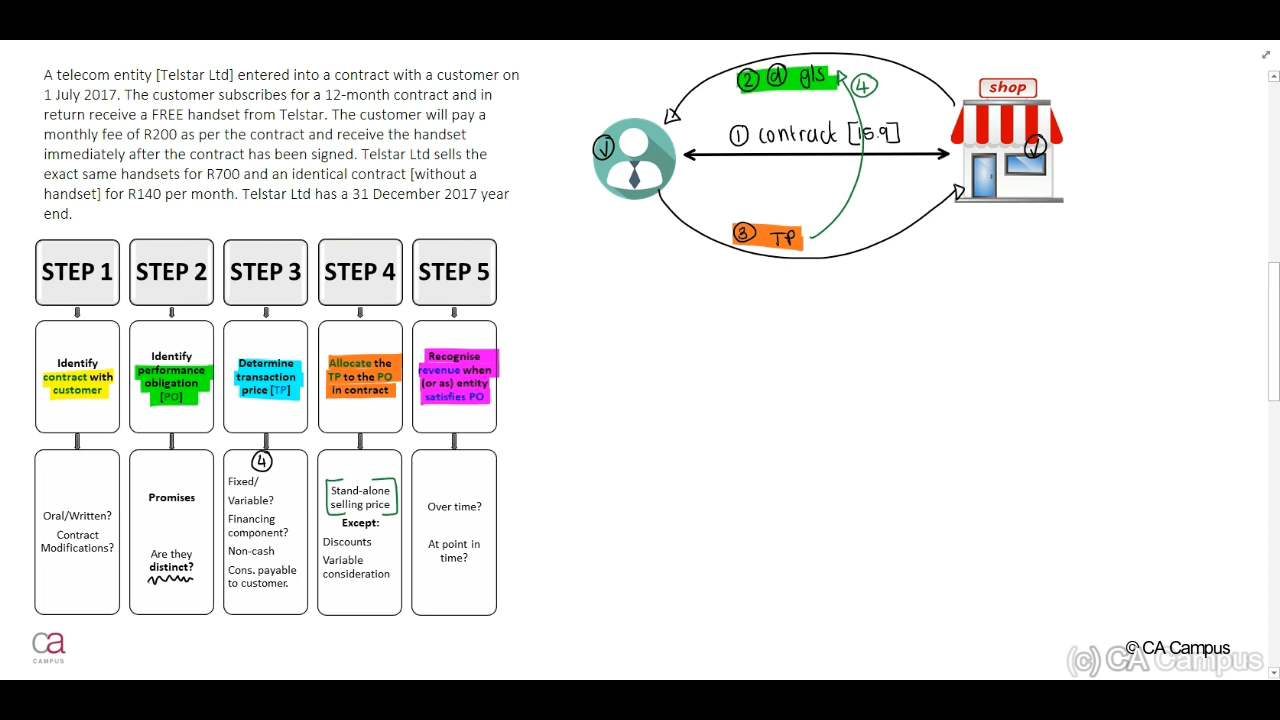 A telecom entity [Telstar Ltd] entered into a contract with a customer on
1 July 2017. The customer subscribes for a 12-month contract and in
return receive a FREE handset from Telstar. The customer will pay a
monthly fee of R200 as per the contract and receive the handset
immediately after the contract has been signed. Telstar Ltd sells the
exact same handsets for R700 and an identical contract [without a
handset] for R140 per month. Telstar Ltd has a 31 December 2017 year
end.
② ⓓ g/s
④
shop
① contract [15.9]
③ TP
STEP 1
STEP 2
STEP 3
STEP 4
STEP 5
Identify
contract with
customer
Identify
performance
obligation
[PO]
Determine
transaction
price [TP]
Allocate the
TP to the PO
in contract
Recognise
revenue when
(or as) entity
satisfies PO
Oral/Written?
Contract
Modifications?
Promises
Are they
distinct?
④
Fixed/
Variable?
Financing
component?
Non-cash
Cons. payable
to customer.
Stand-alone
selling price
Except:
Discounts
Variable
consideration
Over time?
At point in
time?
ca
CAMPUS
© CA Campus
(c) CA Campus